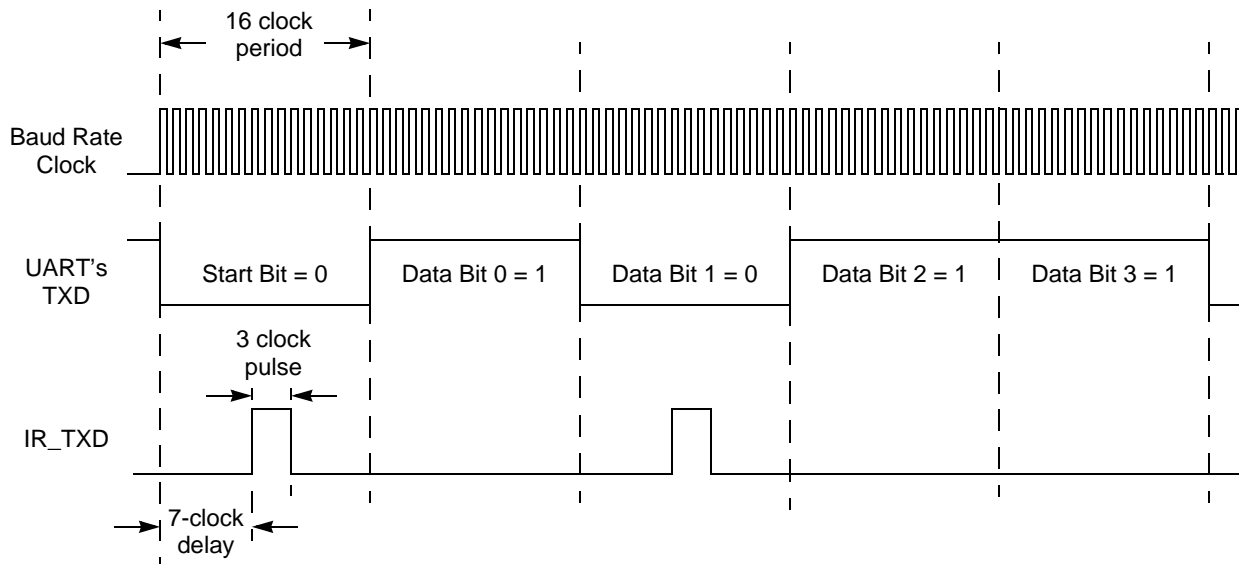 16 clock
period
Baud Rate
Clock
UART's
TXD
Start Bit = 0
Data Bit 0 = 1
Data Bit 1 = 0
Data Bit 2 = 1
Data Bit 3 = 1
3 clock
pulse
IR_TXD
7-clock
delay